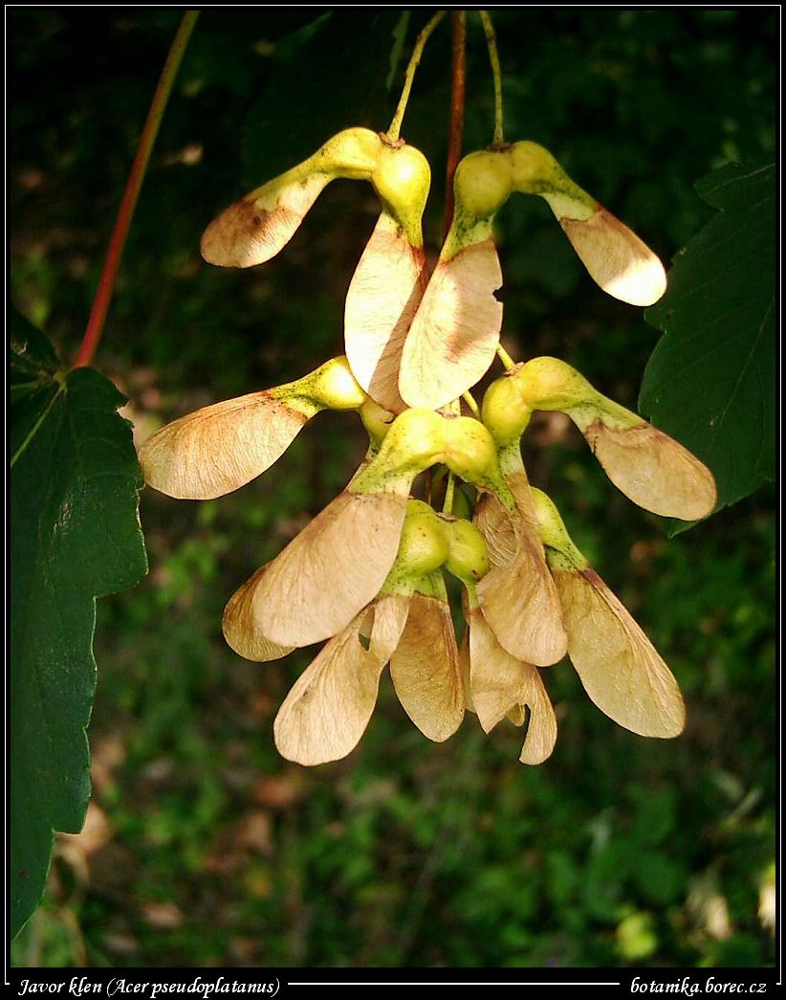 Javor klen (Acer pseudoplatanus)
botanika.borec.cz